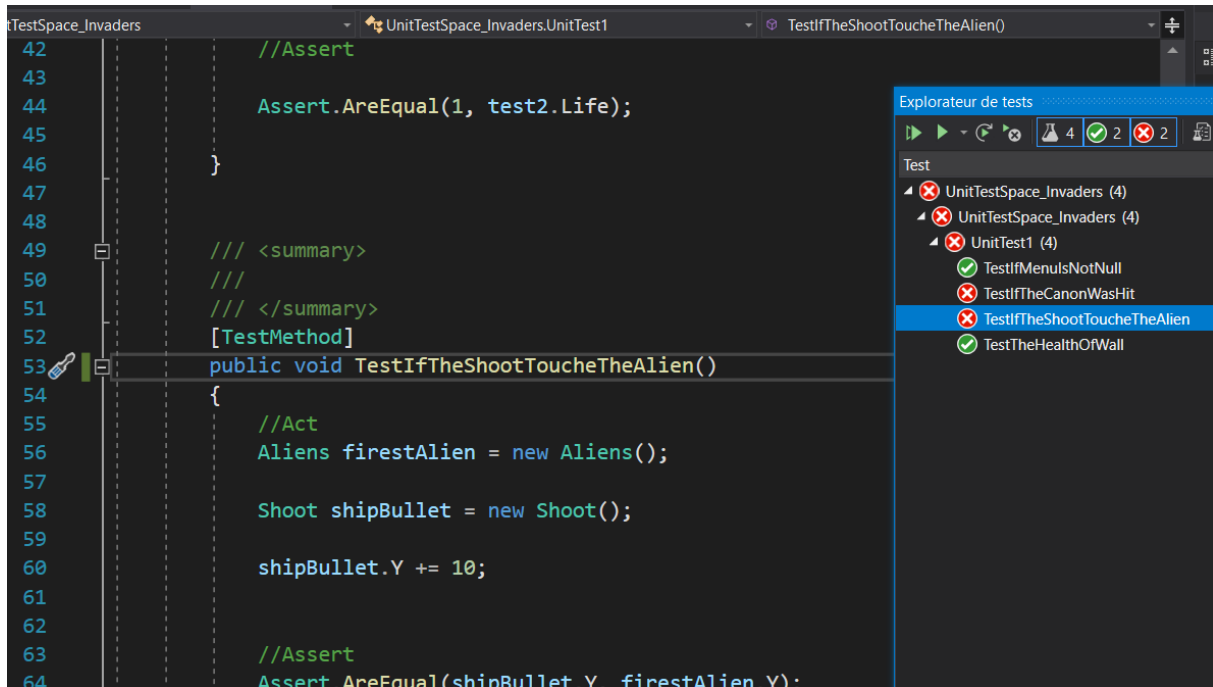 tTestSpace_Invaders UnitTestSpace_Invaders.UnitTest1 TestIfTheShootToucheTheAlien()
42 //Assert
43
44 Assert.AreEqual(1, test2.Life);
45
46 }
47
48
49 /// <summary>
50 ///
51 /// </summary>
52 [TestMethod]
53 public void TestIfTheShootToucheTheAlien()
54 {
55 //Act
56 Aliens firestAlien = new Aliens();
57
58 Shoot shipBullet = new Shoot();
59
60 shipBullet.Y += 10;
61
62
63 //Assert
64 Assert.AreEqual(shipBullet.Y, firestAlien.Y);
Explorateur de tests
4 2 2
Test
UnitTestSpace_Invaders (4)
UnitTestSpace_Invaders (4)
UnitTest1 (4)
TestIfMenuIsNotNull
TestIfTheCanonWasHit
TestIfTheShootToucheTheAlien
TestTheHealthOfWall